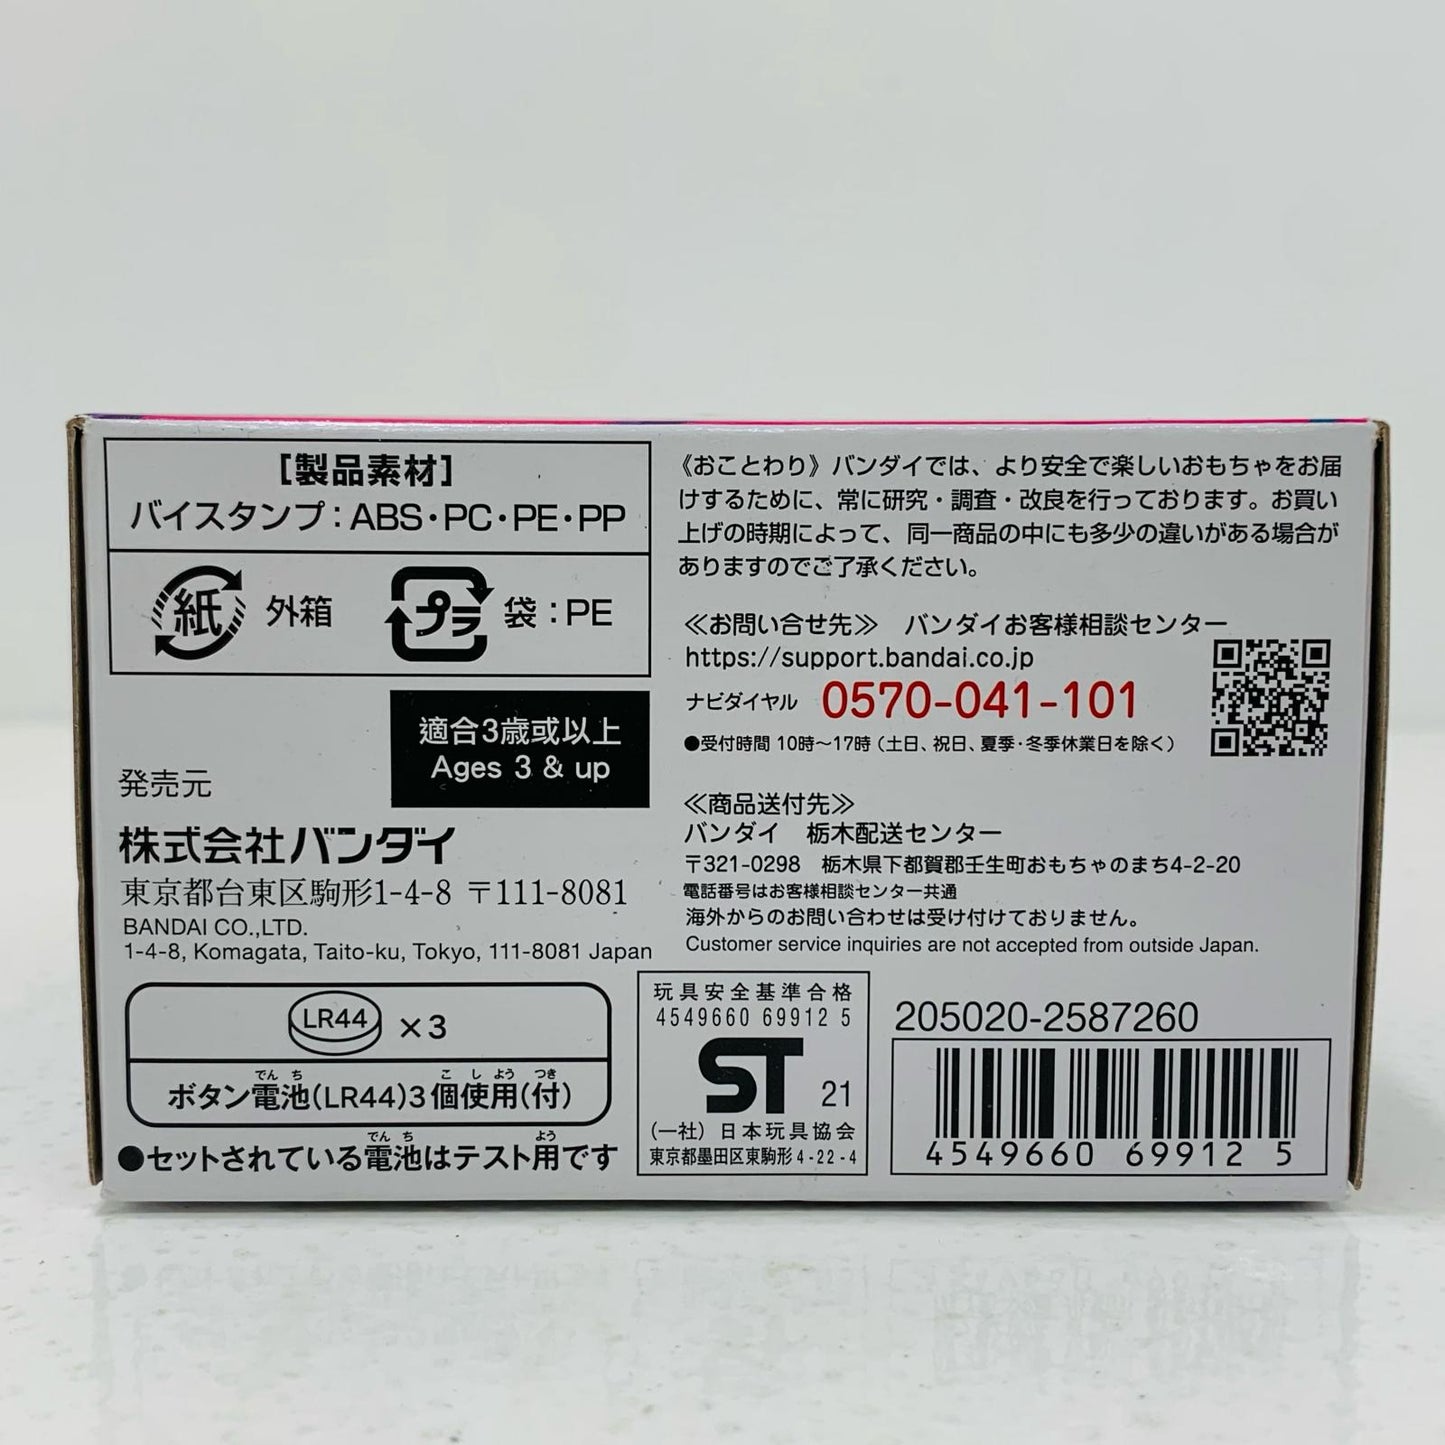 [製品素材]
バイスタンプ：ABS・PC・PE・PP
紙 外箱 プラ 袋：PE
適合3歳或以上
Ages 3 & up
発売元
株式会社バンダイ
東京都台東区駒形1-4-8 〒111-8081
BANDAI CO.,LTD.
1-4-8, Komagata, Taito-ku, Tokyo, 111-8081 Japan
LR44 ×3
でん ち こ し よう つき
ボタン電池(LR44)3個使用(付)
でん ち よう
●セットされている電池はテスト用です
《おことわり》バンダイでは、より安全で楽しいおもちゃをお届
けするために、常に研究・調査・改良を行っております。お買い
上げの時期によって、同一商品の中にも多少の違いがある場合が
ありますのでご了承ください。
≪お問い合せ先≫ バンダイお客様相談センター
https://support.bandai.co.jp
ナビダイヤル 0570-041-101
●受付時間 10時～17時（土日、祝日、夏季・冬季休業日を除く）
≪商品送付先≫
バンダイ 栃木配送センター
〒321-0298 栃木県下都賀郡壬生町おもちゃのまち4-2-20
電話番号はお客様相談センター共通
海外からのお問い合わせは受け付けておりません。
Customer service inquiries are not accepted from outside Japan.
玩具安全基準合格
4549660 69912 5
ST 21
(一社) 日本玩具協会
東京都墨田区東駒形4-22-4
205020-2587260
4549660 69912 5